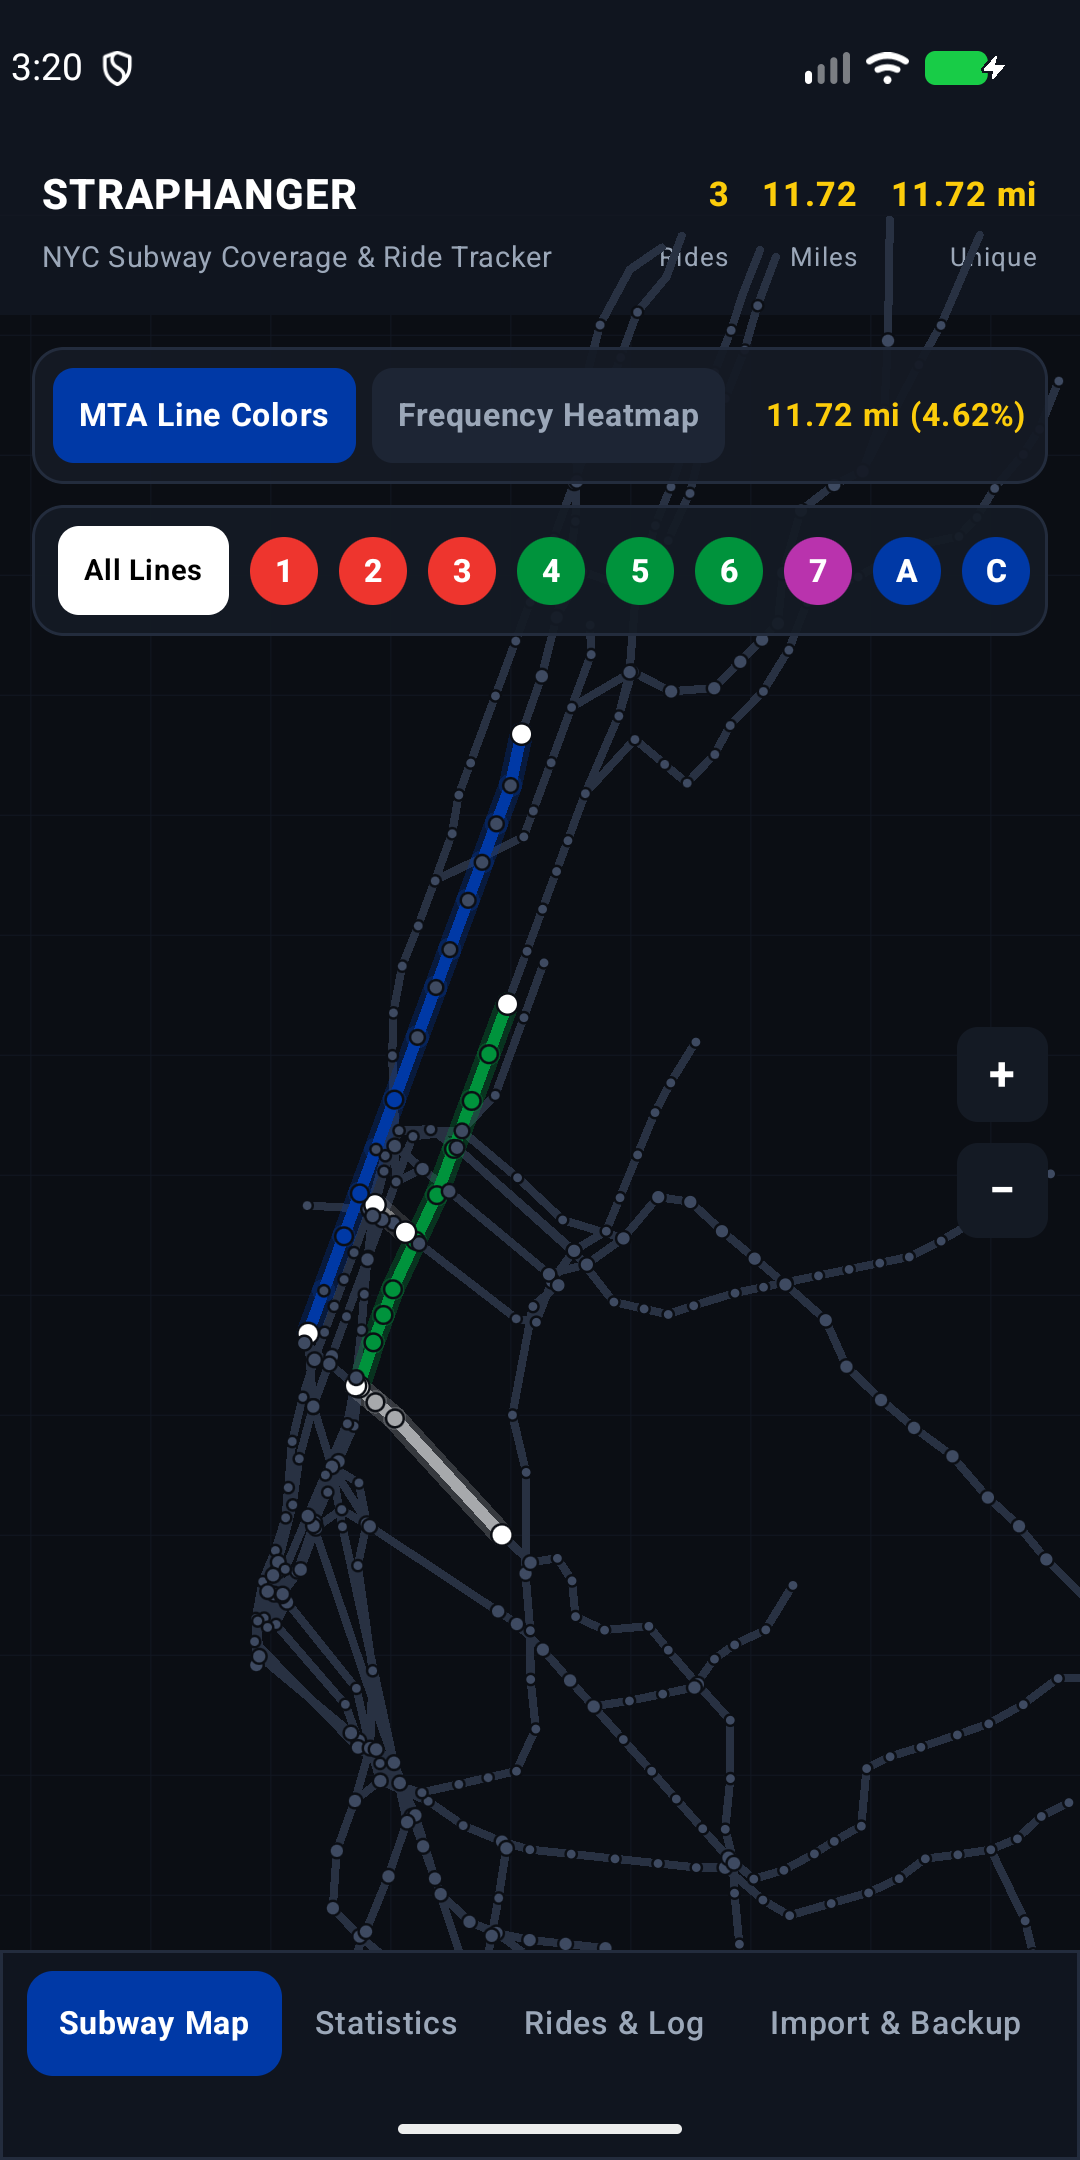 3:20
STRAPHANGER
3 11.72 11.72 mi
NYC Subway Coverage & Ride Tracker
Rides Miles Unique
MTA Line Colors Frequency Heatmap 11.72 mi (4.62%)
All Lines 1 2 3 4 5 6 7 A C
+
−
Subway Map Statistics Rides & Log Import & Backup